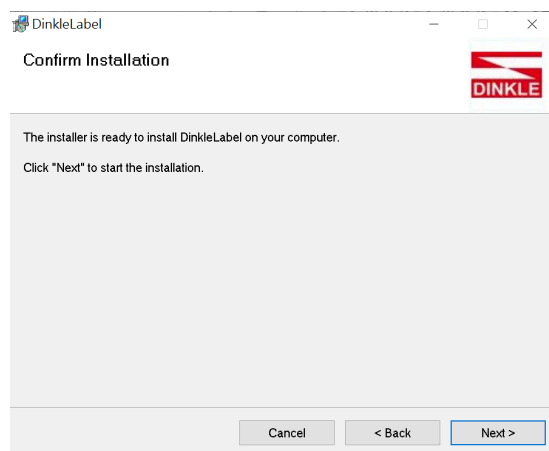 DinkleLabel
Confirm Installation
DINKLE
The installer is ready to install DinkleLabel on your computer.
Click "Next" to start the installation.
Cancel
< Back
Next >